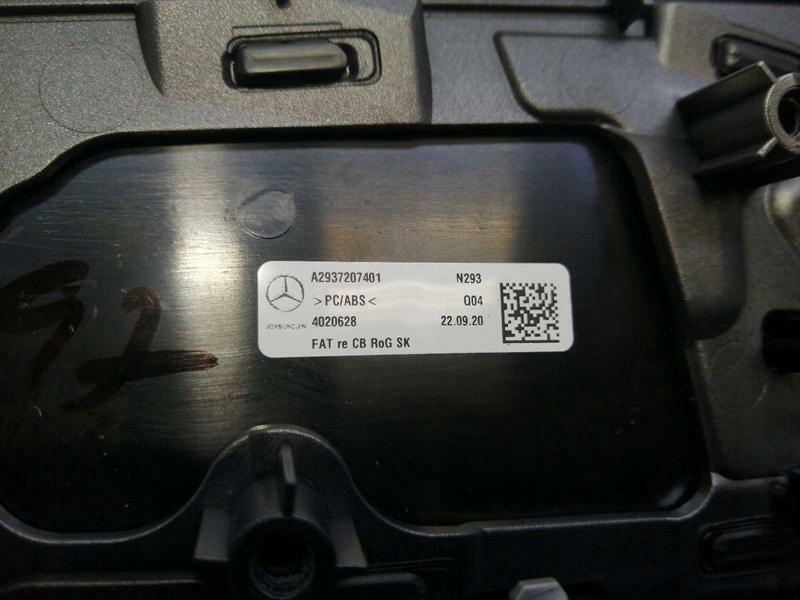 A2937207401 N293
>PC/ABS< Q04
4020628 22.09.20
FAT re CB RoG SK